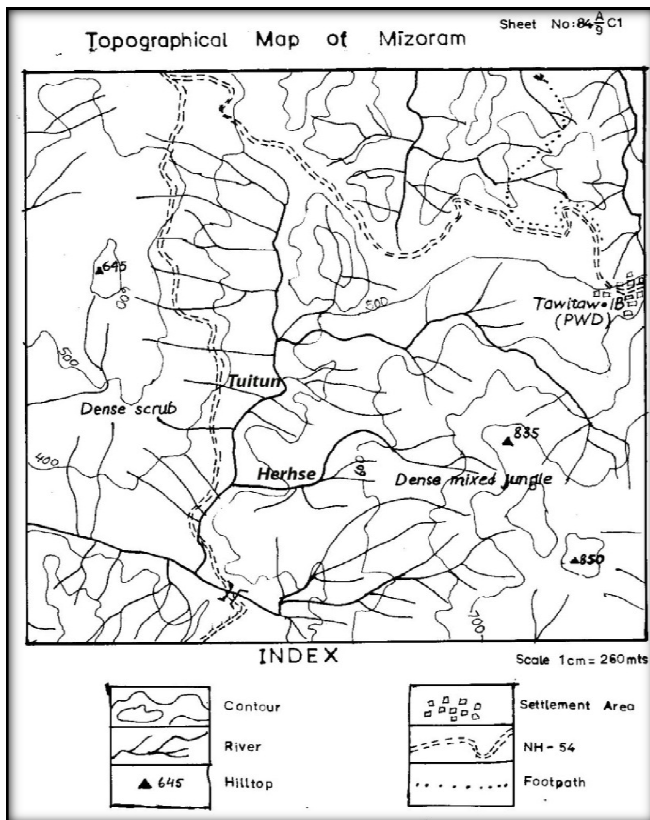 Sheet No: 84 A/9 C1
Topographical Map of Mizoram
645
600
500
Tawitaw•IB
(PWD)
500
Tuitun
Dense scrub
835
400
Herhse
600
Dense mixed jungle
850
700
INDEX
Scale 1cm = 260mts
Contour
Settlement Area
River
NH-54
645
Hilltop
Footpath